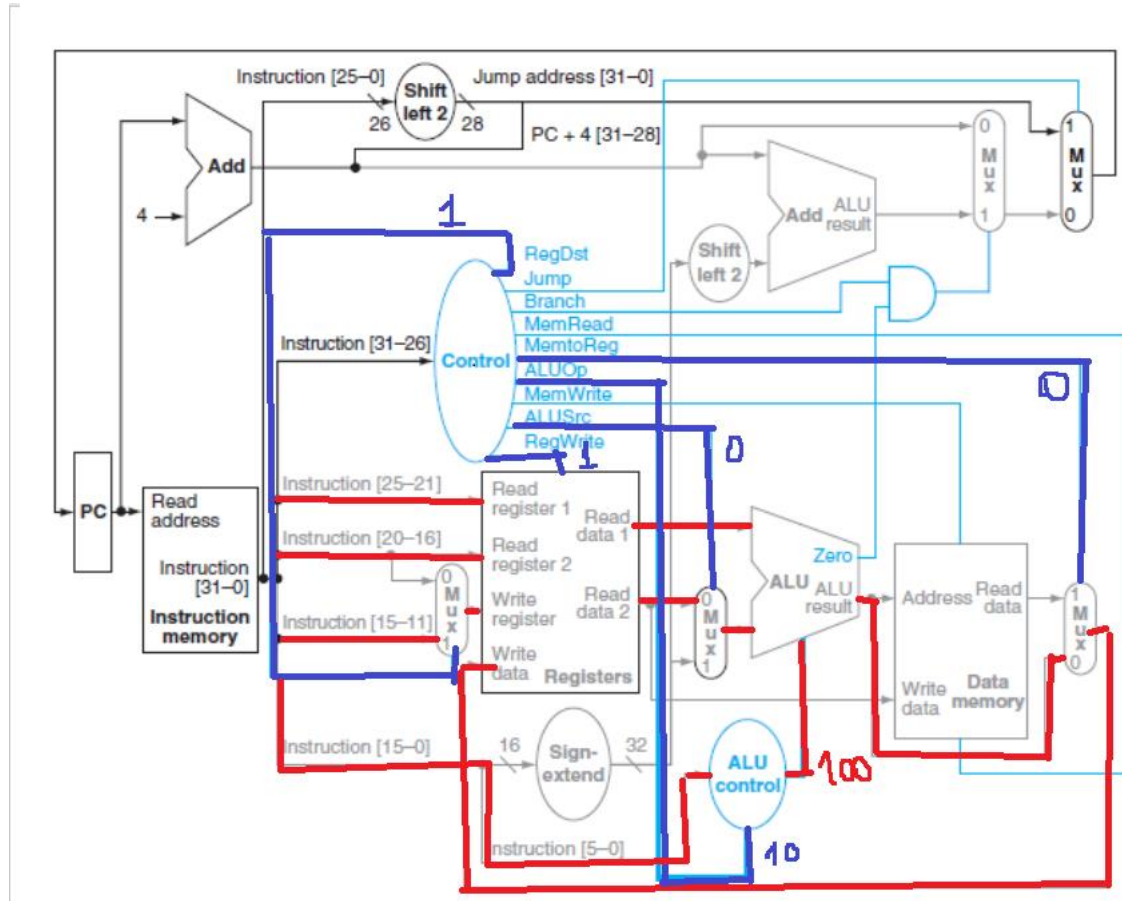 Instruction [25–0]
Shift
left 2
Jump address [31–0]
26
28
PC + 4 [31–28]
Add
4
0
M
u
x
1
1
M
u
x
0
Add
ALU
result
Shift
left 2
1
RegDst
Jump
Branch
MemRead
MemtoReg
ALUOp
MemWrite
ALUSrc
RegWrite
Instruction [31–26]
Control
0
0
1
PC
Read
address
Instruction
[31–0]
Instruction
memory
Instruction [25–21]
Instruction [20–16]
Instruction [15–11]
0
M
u
x
1
Read
register 1
Read
register 2
Write
register
Write
data
Read
data 1
Read
data 2
Registers
0
M
u
x
1
Zero
ALU
ALU
result
Address
Read
data
Write
data
Data
memory
1
M
u
x
0
Instruction [15–0]
16
Sign-
extend
32
ALU
control
100
nstruction [5–0]
10